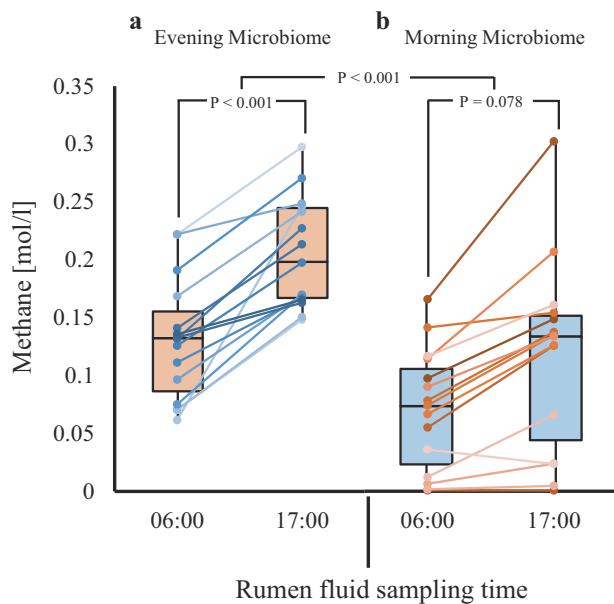 a b
Evening Microbiome Morning Microbiome
P < 0.001
P < 0.001 P = 0.078
0.35
0.3
0.25
0.2
0.15
0.1
0.05
0
Methane [mol/l]
06:00 17:00 06:00 17:00
Rumen fluid sampling time